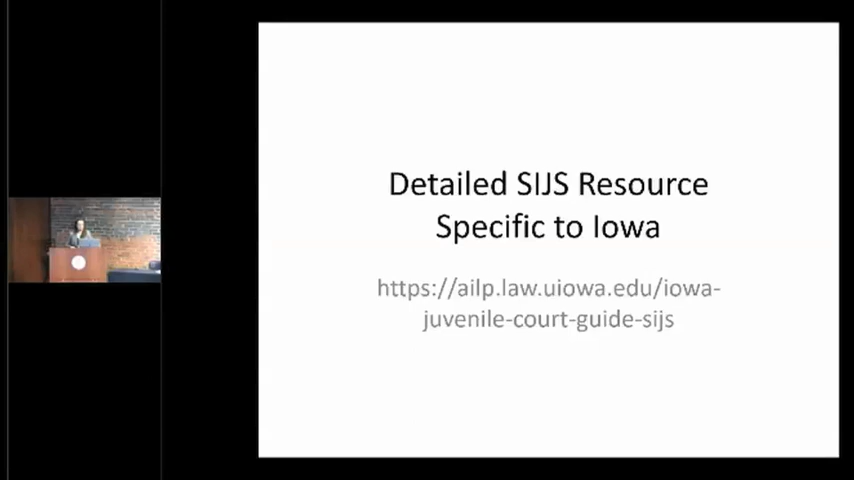 Detailed SIJS Resource
Specific to Iowa
https://ailp.law.uiowa.edu/iowa-
juvenile-court-guide-sijs